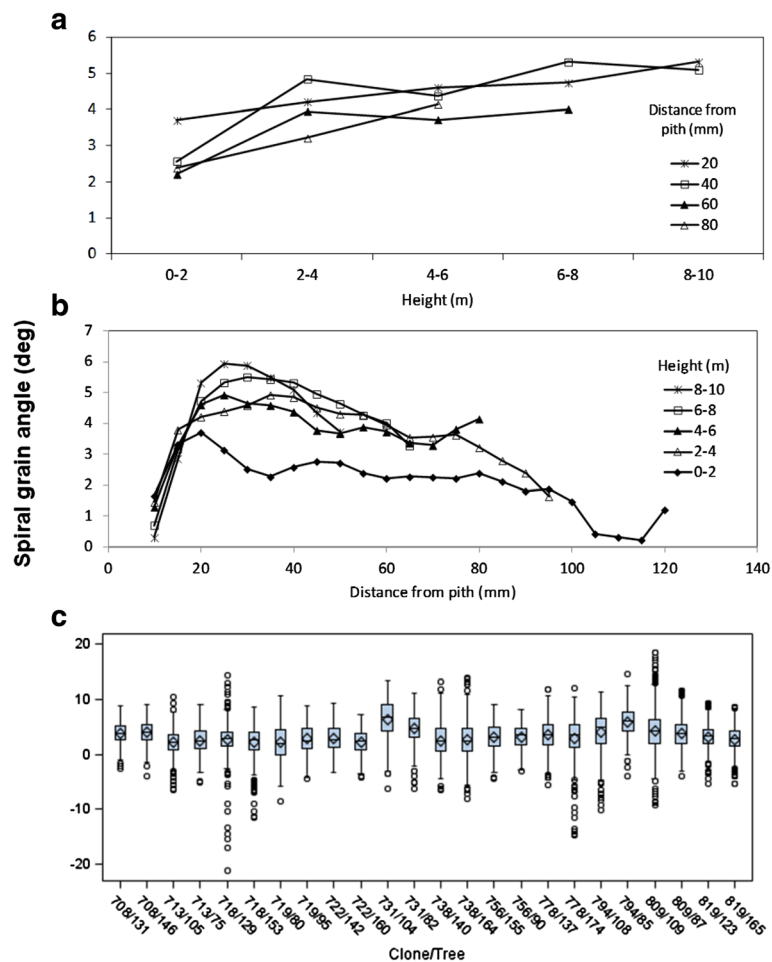 a
6
5
4
3
2
1
0
0-2 2-4 4-6 6-8 8-10
Height (m)
Distance from
pith (mm)
20
40
60
80
b
Spiral grain angle (deg)
7
6
5
4
3
2
1
0
0 20 40 60 80 100 120 140
Distance from pith (mm)
Height (m)
8-10
6-8
4-6
2-4
0-2
c
20
10
0
-10
-20
708/131 708/146 713/105 713/75 718/129 718/153 719/80 719/95 722/142 722/160 731/104 731/82 738/140 738/164 756/155 756/90 778/137 778/174 794/108 794/85 809/109 809/87 819/123 819/165
Clone/Tree